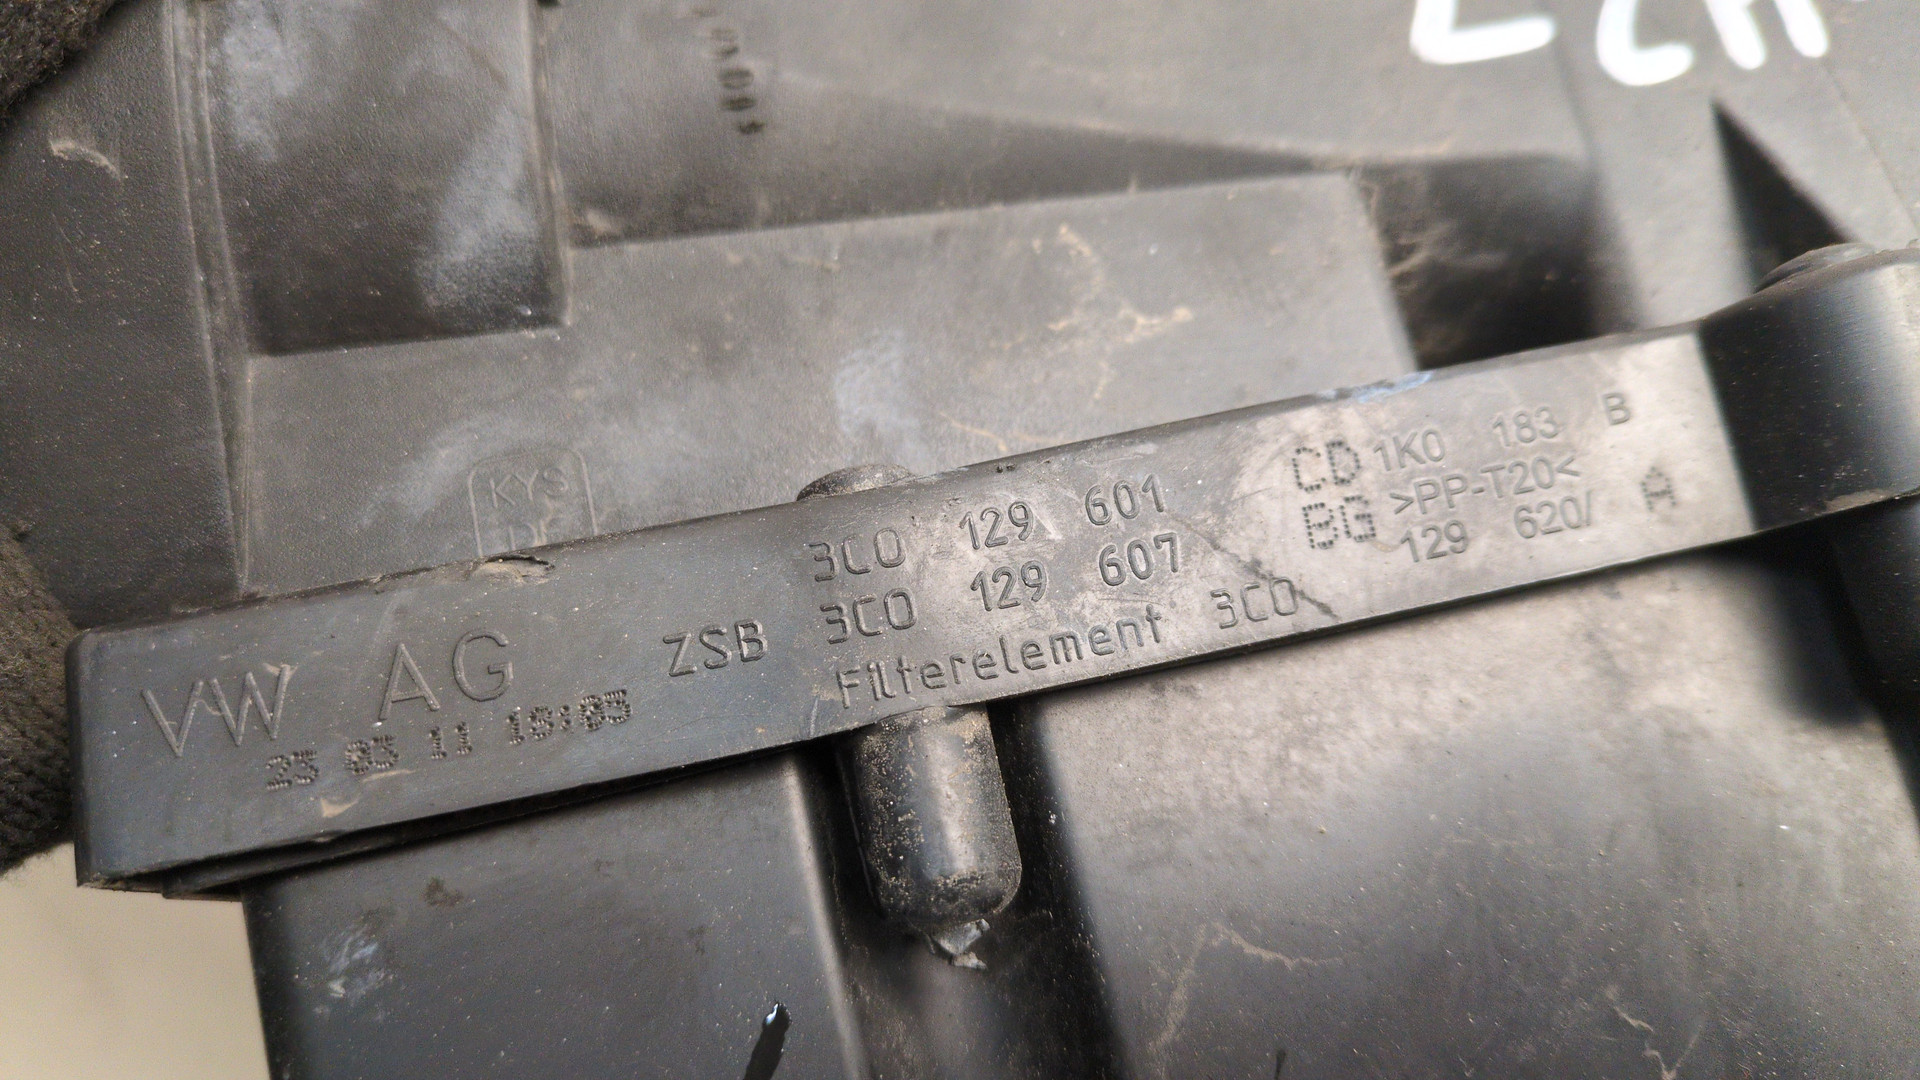 KYS
VW AG
ZSB
3C0 129 601
3C0 129 607
Filterelement 3C0
129 620/ A
CD
BG
1K0 183 B
>PP-T20<